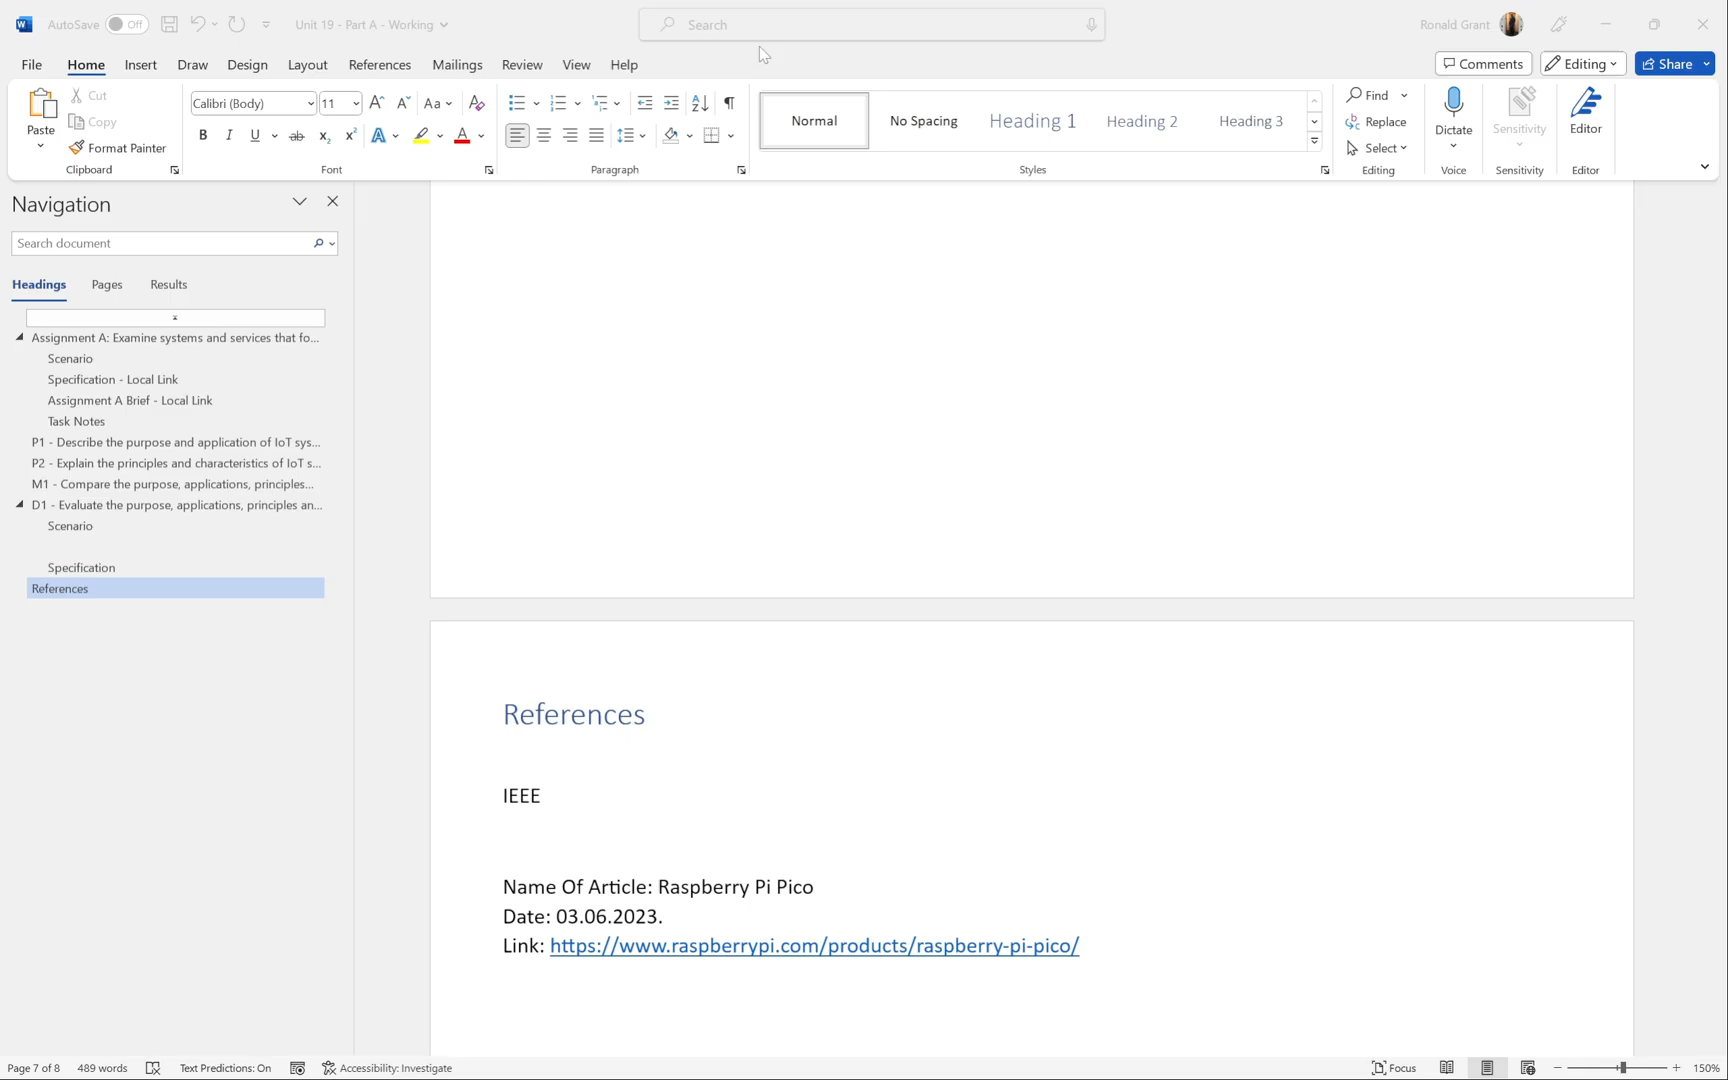 AutoSave Off Unit 19 - Part A - Working Search Ronald Grant
File Home Insert Draw Design Layout References Mailings Review View Help Comments Editing Share
Paste Cut Copy Format Painter
Calibri (Body) 11 Aa
Normal No Spacing Heading 1 Heading 2 Heading 3
Find Replace Select Dictate Sensitivity Editor
Clipboard Font Paragraph Styles Editing Voice Sensitivity Editor
Navigation
Search document
Headings Pages Results
Assignment A: Examine systems and services that fo...
Scenario
Specification - Local Link
Assignment A Brief - Local Link
Task Notes
P1 - Describe the purpose and application of IoT sys...
P2 - Explain the principles and characteristics of IoT s...
M1 - Compare the purpose, applications, principles...
D1 - Evaluate the purpose, applications, principles an...
Scenario
Specification
References
References
IEEE
Name Of Article: Raspberry Pi Pico
Date: 03.06.2023.
Link: https://www.raspberrypi.com/products/raspberry-pi-pico/
Page 7 of 8 489 words Text Predictions: On Accessibility: Investigate Focus 150%